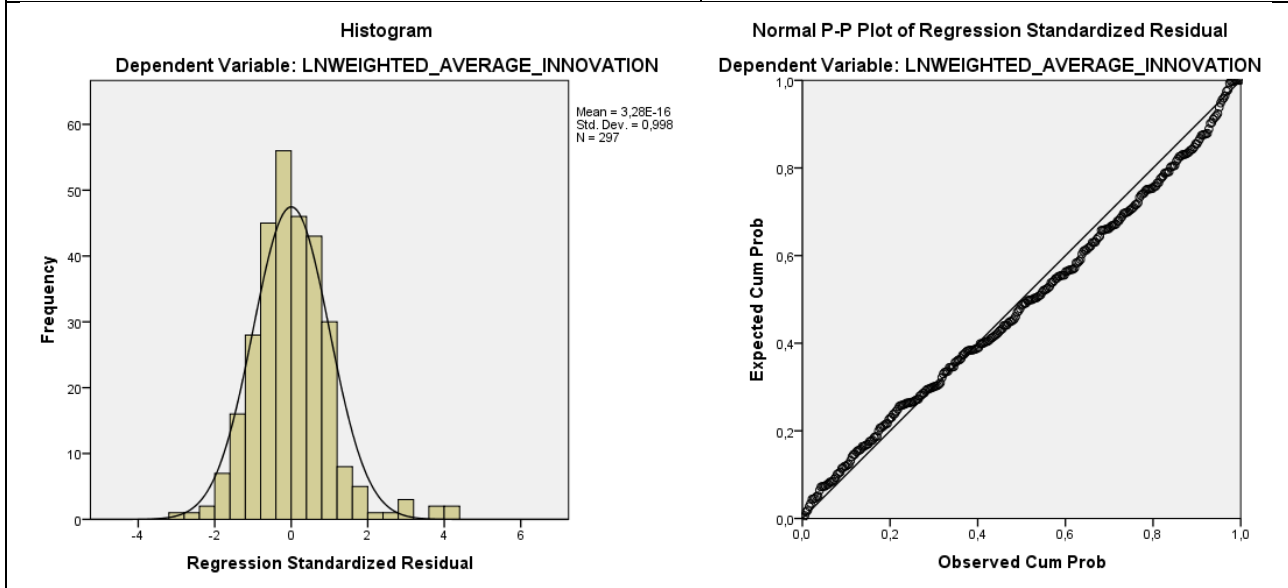 Histogram
Dependent Variable: LNWEIGHTED_AVERAGE_INNOVATION
Mean = 3,28E-16
Std. Dev. = 0,998
N = 297
60
50
40
30
20
10
0
Frequency
-4
-2
0
2
4
6
Regression Standardized Residual
Normal P-P Plot of Regression Standardized Residual
Dependent Variable: LNWEIGHTED_AVERAGE_INNOVATION
1,0
0,8
0,6
0,4
0,2
0,0
Expected Cum Prob
0,0
0,2
0,4
0,6
0,8
1,0
Observed Cum Prob